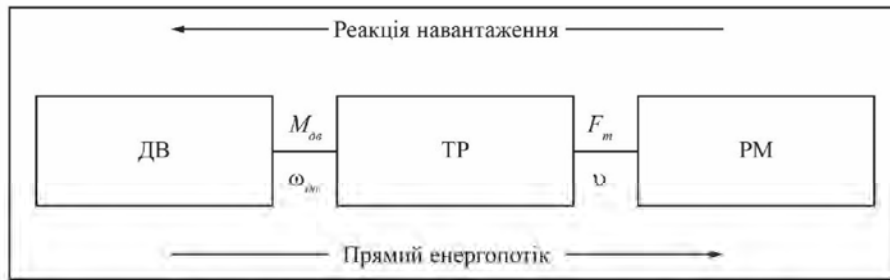 Реакція навантаження
M_дв F_т
ДВ ТР РМ
ω_дв υ
Прямий енергопотік